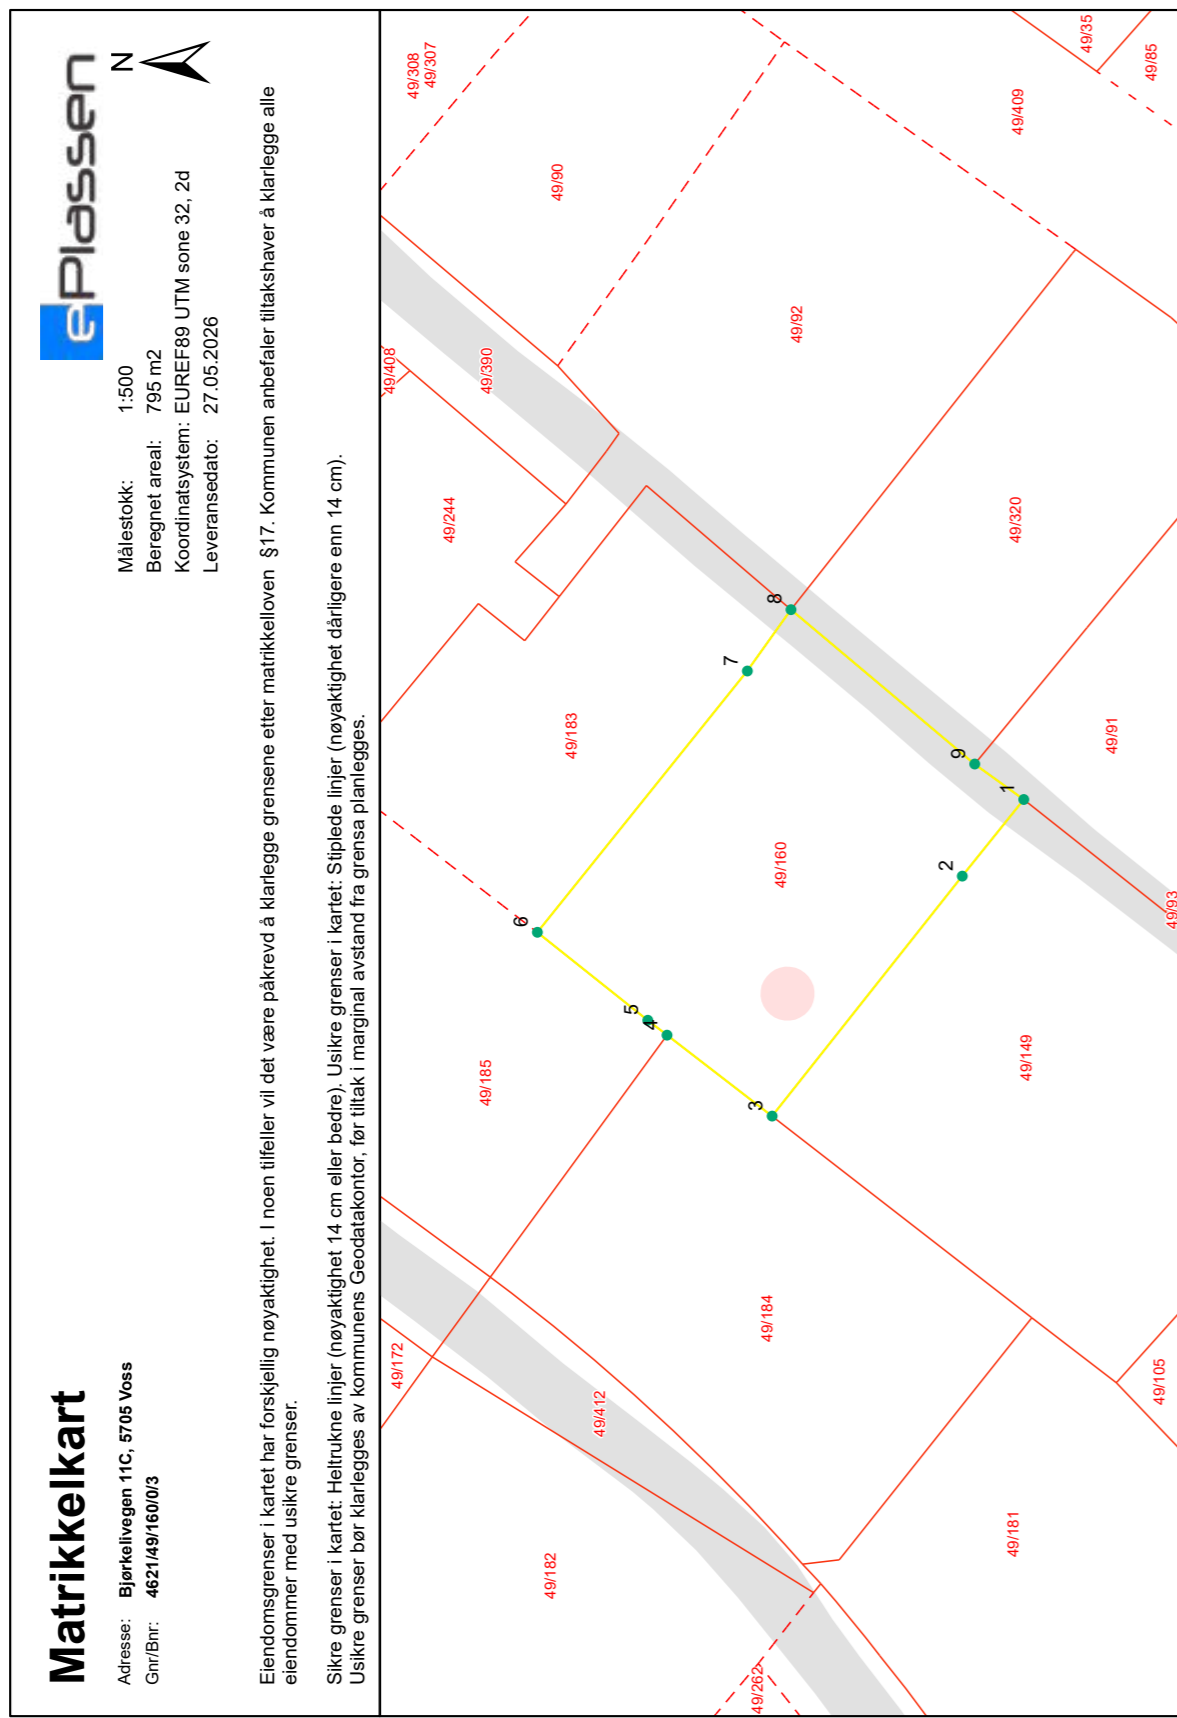 Matrikkelkart
ePlassen
N
Adresse: Bjørkelivegen 11C, 5705 Voss
Gnr/Bnr: 4621/49/160/0/3
Målestokk: 1:500
Beregnet areal: 795 m2
Koordinatsystem: EUREF89 UTM sone 32, 2d
Leveransedato: 27.05.2026
Eiendomsgrenser i kartet har forskjellig nøyaktighet. I noen tilfeller vil det være påkrevd å klarlegge grensene etter matrikkelloven §17. Kommunen anbefaler tiltakshaver å klarlegge alle
eiendommer med usikre grenser.
Sikre grenser i kartet: Heltrukne linjer (nøyaktighet 14 cm eller bedre). Usikre grenser i kartet: Stiplede linjer (nøyaktighet dårligere enn 14 cm).
Usikre grenser bør klarlegges av kommunens Geodatakontor, før tiltak i marginal avstand fra grensa planlegges.
49/172
49/408
49/308
49/307
49/244
49/185
49/390
49/182
49/412
49/183
49/90
6
5
4
7
49/262
49/184
3
49/160
8
49/92
2
9
1
49/181
49/149
49/320
49/409
49/35
49/105
49/93
49/91
49/85